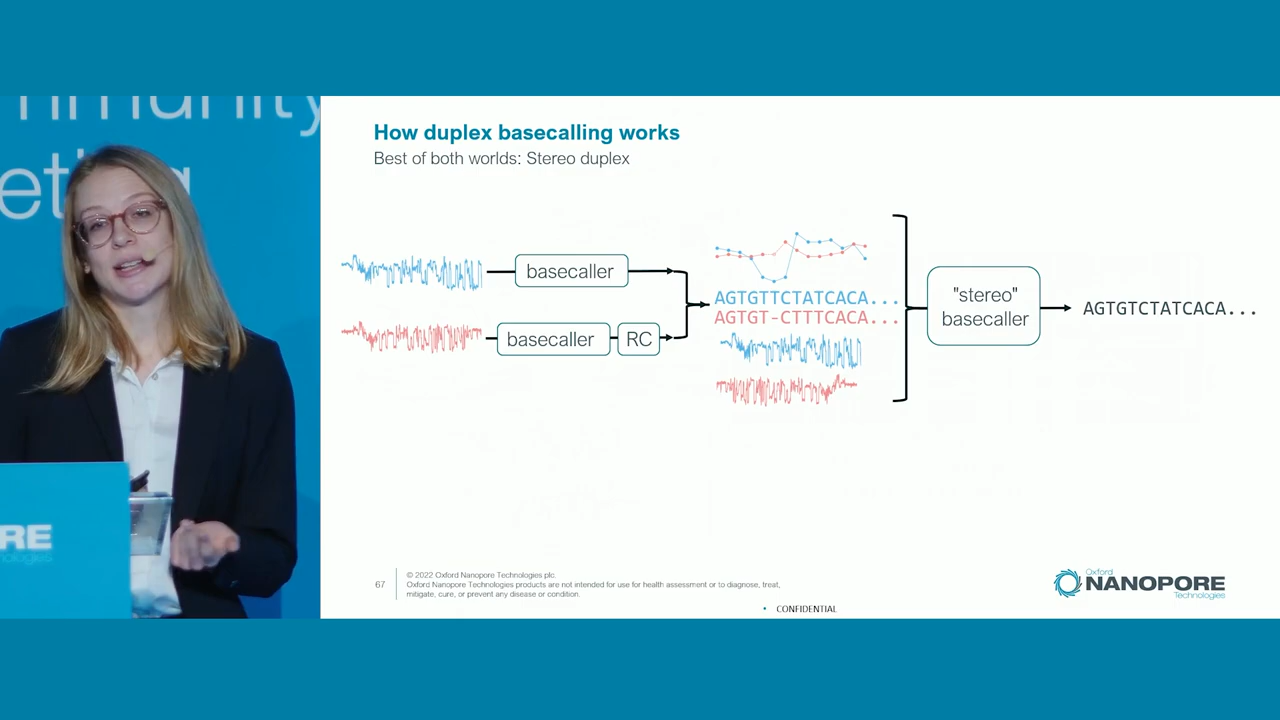 How duplex basecalling works
Best of both worlds: Stereo duplex
basecaller
basecaller
RC
AGTGTTCTATCACA...
AGTGT-CTTTCACA...
"stereo"
basecaller
AGTGTCTATCACA...
67
© 2022 Oxford Nanopore Technologies plc.
Oxford Nanopore Technologies products are not intended for use for health assessment or to diagnose, treat,
mitigate, cure, or prevent any disease or condition.
• CONFIDENTIAL
Oxford
NANOPORE
Technologies